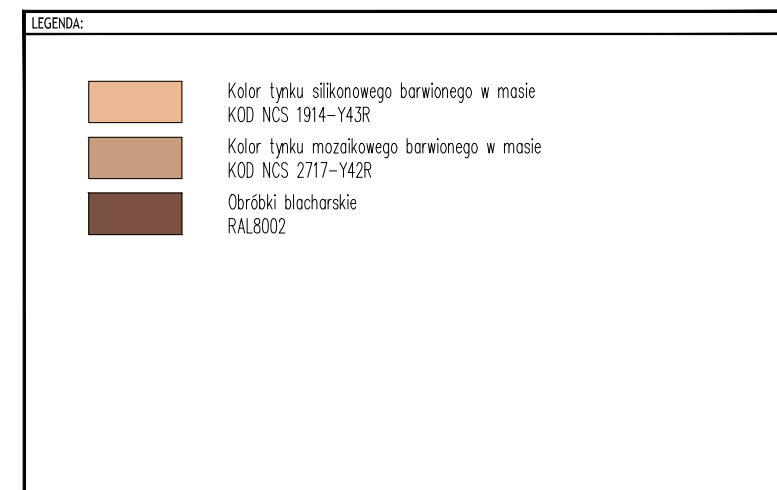 LEGENDA:
Kolor tynku silikonowego barwionego w masie
KOD NCS 1914-Y43R
Kolor tynku mozaikowego barwionego w masie
KOD NCS 2717-Y42R
Obróbki blacharskie
RAL8002